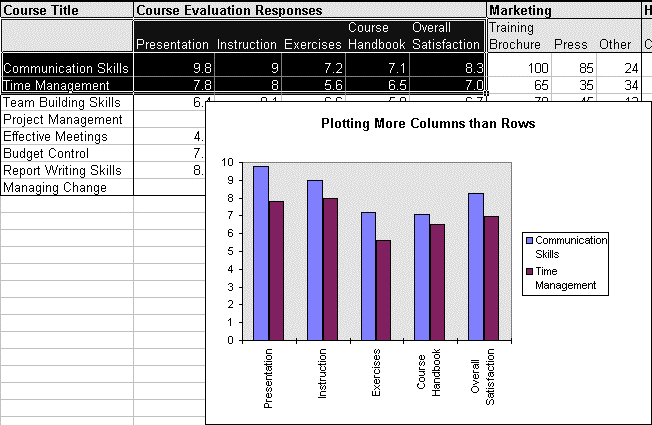 Course Title Course Evaluation Responses Marketing H
Course Overall Training
Presentation Instruction Exercises Handbook Satisfaction Brochure Press Other C
Communication Skills 9.8 9 7.2 7.1 8.3 100 85 24
Time Management 7.8 8 5.6 6.5 7.0 65 35 34
Team Building Skills 6.
Project Management
Effective Meetings 4.
Budget Control 7.
Report Writing Skills 8.
Managing Change
Plotting More Columns than Rows
10
9
8
7
6
5
4
3
2
1
0
Presentation
Instruction
Exercises
Course
Handbook
Overall
Satisfaction
Communication
Skills
Time
Management